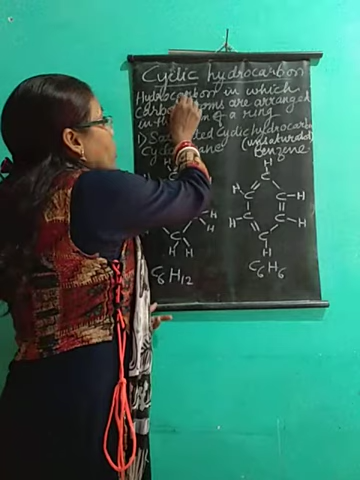 Cyclic hydrocarbon
Hydrocarbon in which
carbon atoms are arranged
in the form of a ring
1) Saturated Cyclic hydrocarbon
(unsaturated)
benzene
H
H C C H
H C C H
C
H
C6H12
C6H6